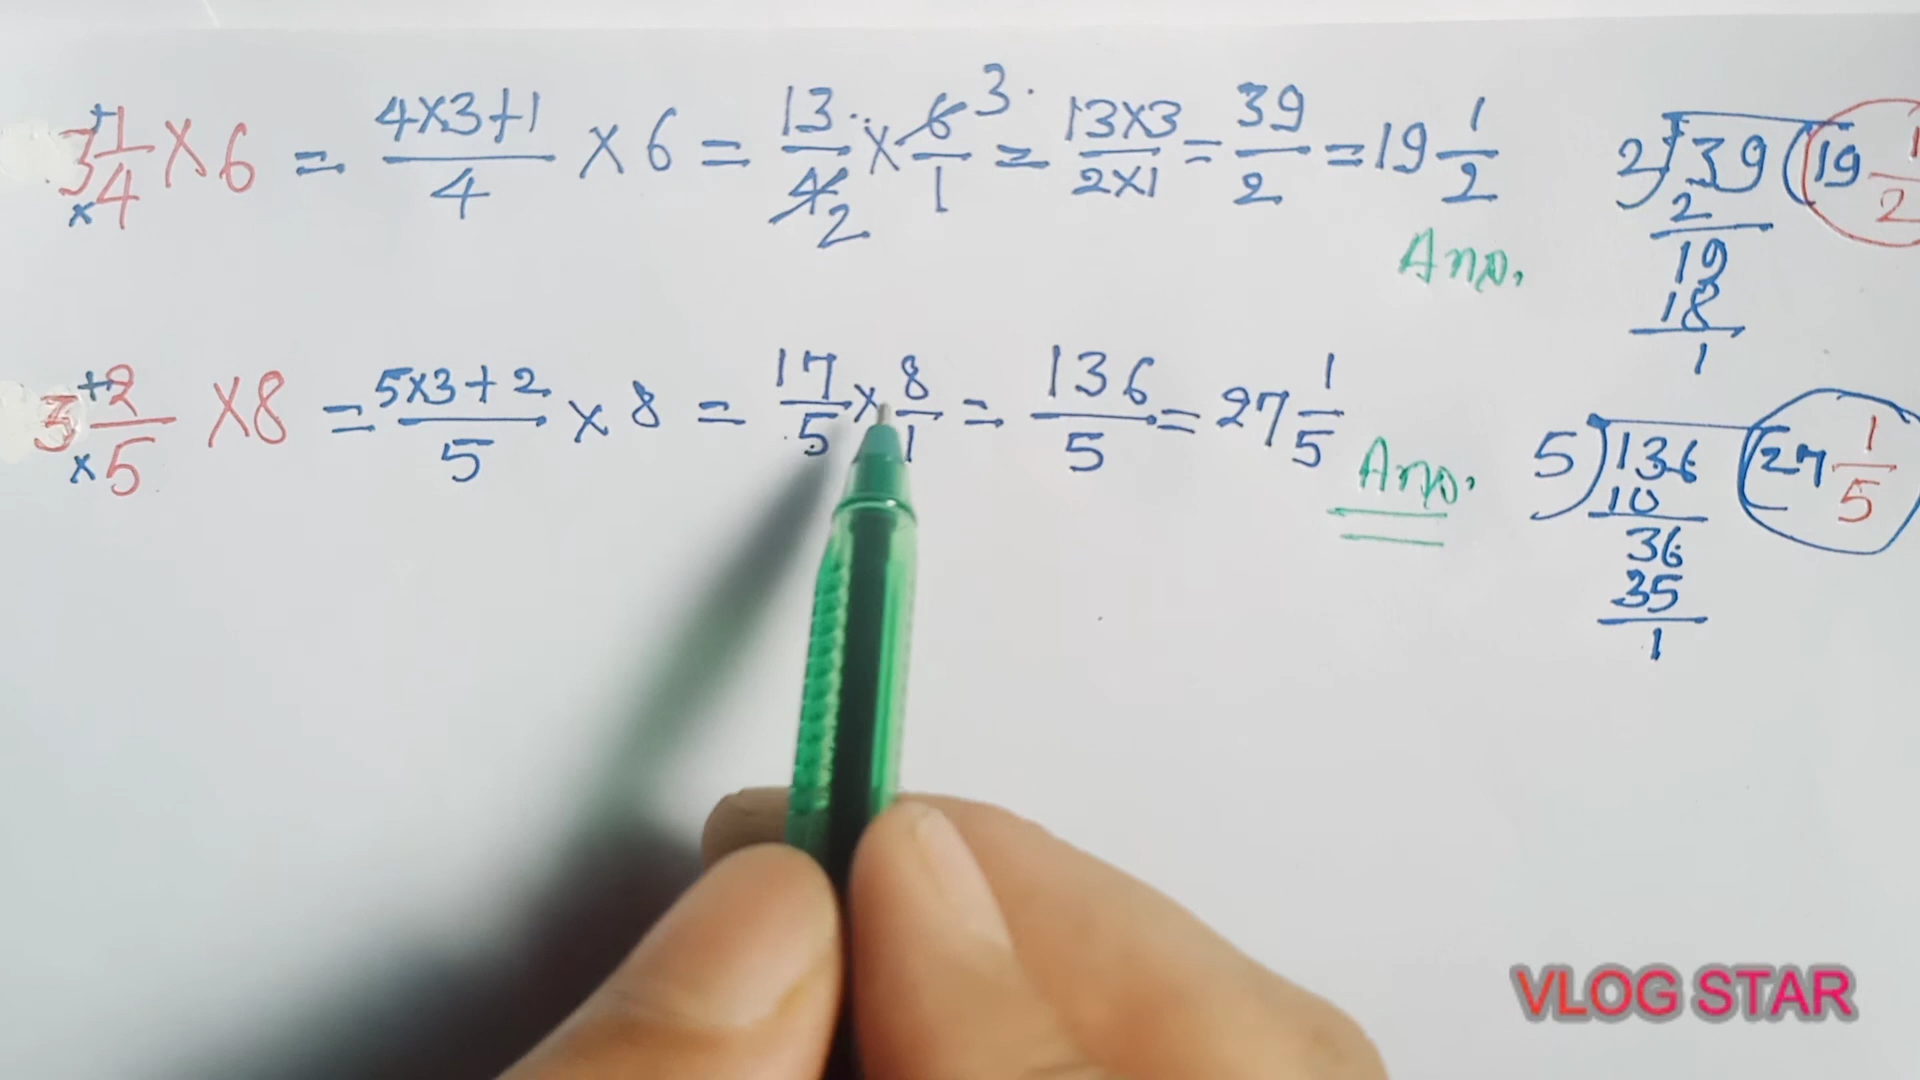 3 1/4 × 6 = 4×3+1/4 × 6 = 13/4 2 × 6/1 3 = 13×3/2×1 = 39/2 = 19 1/2
Ans.
2)39(19 1/2
2
19
18
1
3 2/5 ×8 = 5×3+2/5 × 8 = 17/5 × 8/1 = 136/5 = 27 1/5
Ans.
5)136(27 1/5
10
36
35
1
VLOG STAR